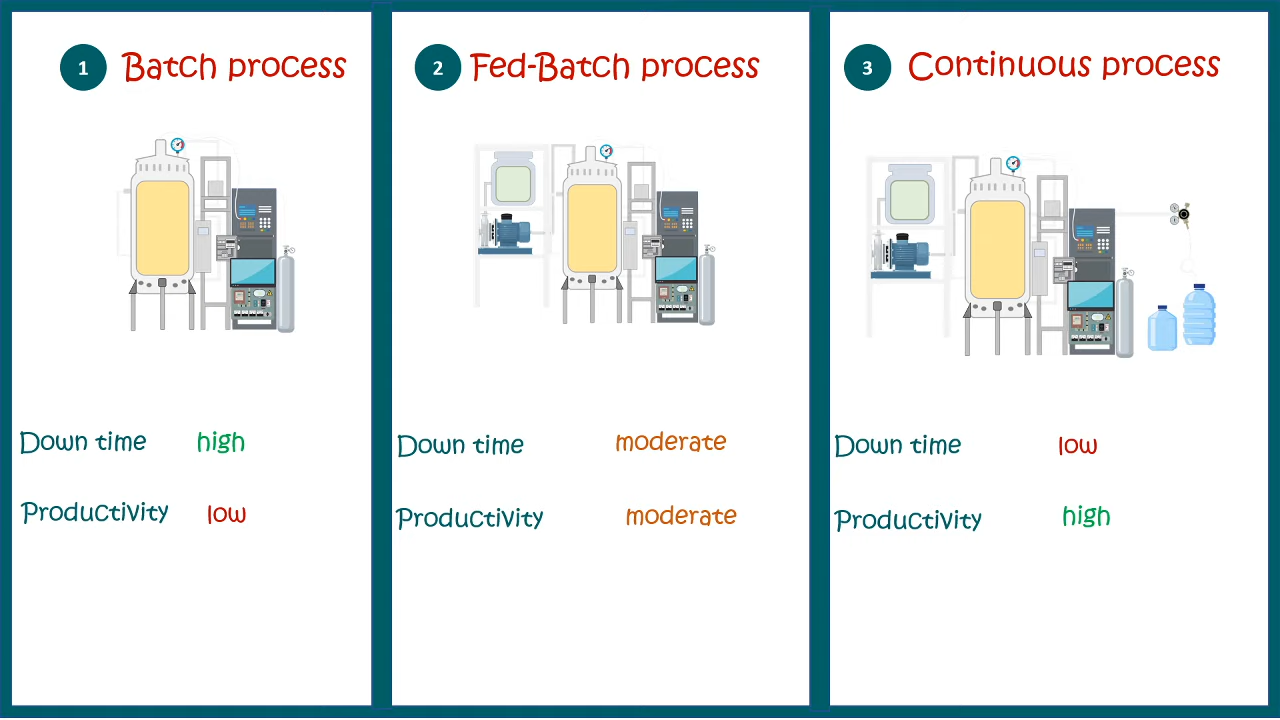 1 Batch process
Down time high
Productivity low
2 Fed-Batch process
Down time moderate
Productivity moderate
3 Continuous process
Down time low
Productivity high